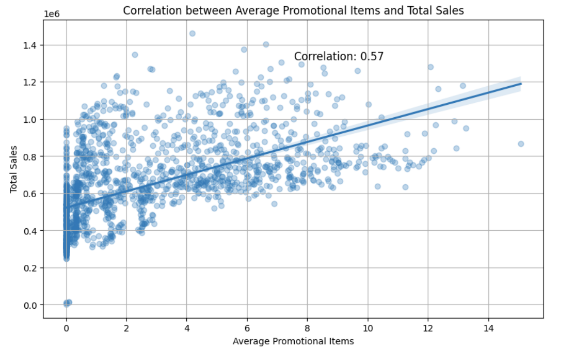 Correlation between Average Promotional Items and Total Sales
1e6
Correlation: 0.57
1.4
1.2
1.0
0.8
0.6
0.4
0.2
0.0
Total Sales
0 2 4 6 8 10 12 14
Average Promotional Items